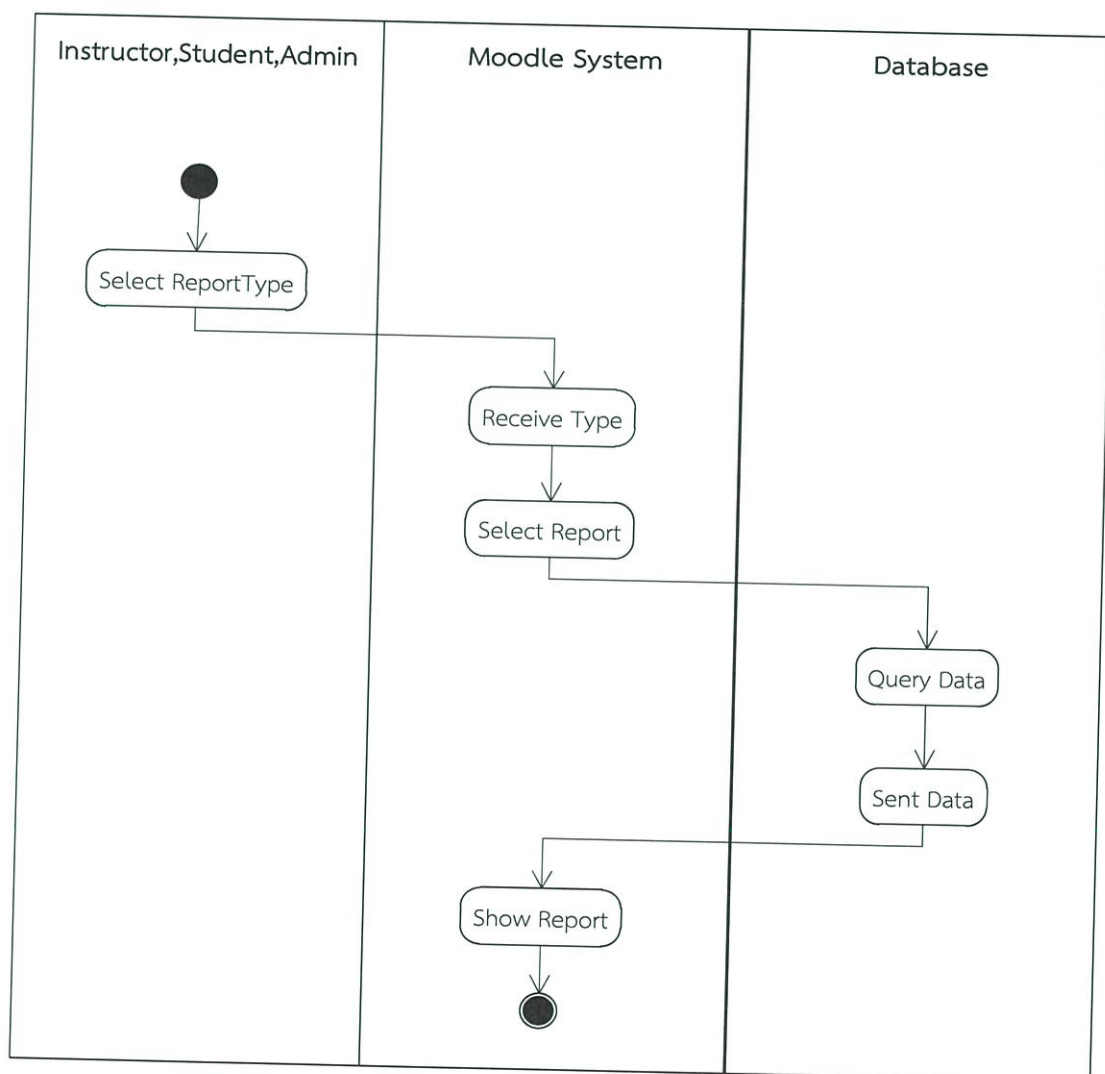 Instructor,Student,Admin
Moodle System
Database
Select ReportType
Receive Type
Select Report
Query Data
Sent Data
Show Report